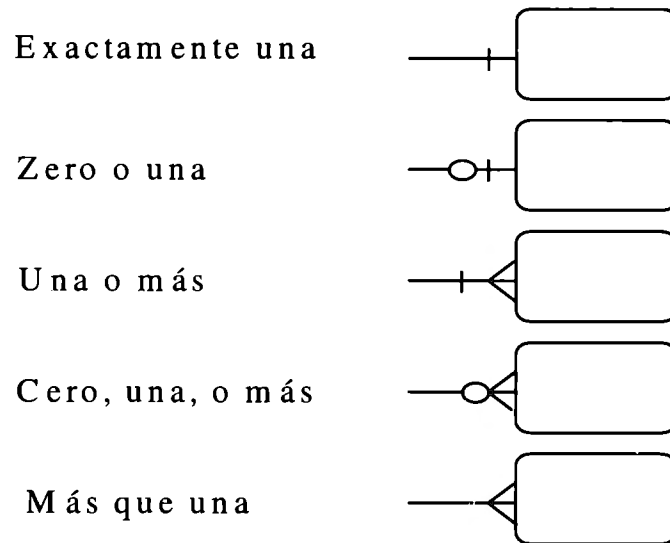 Exactamente una
Zero o una
Una o más
Cero, una, o más
Más que una